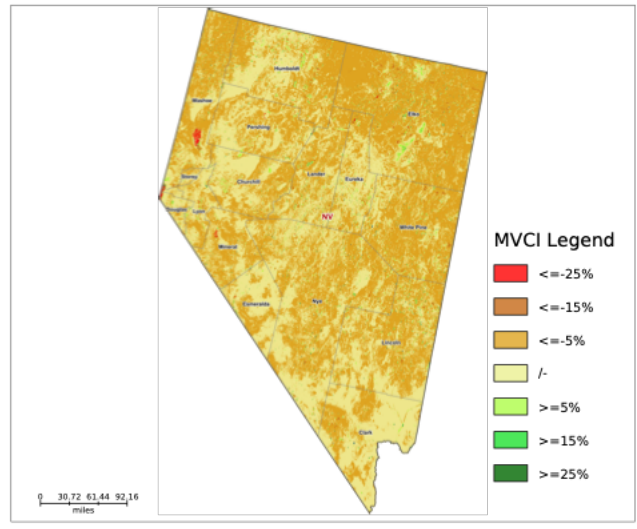 Humboldt
Elko
Washoe
Pershing
Lander
Eureka
Storey
Churchill
Douglas
Lyon
NV
White Pine
Mineral
Esmeralda
Nye
Lincoln
Clark
MVCI Legend
<=-25%
<=-15%
<=-5%
/-
>=5%
>=15%
>=25%
0 30,72 61,44 92,16
miles